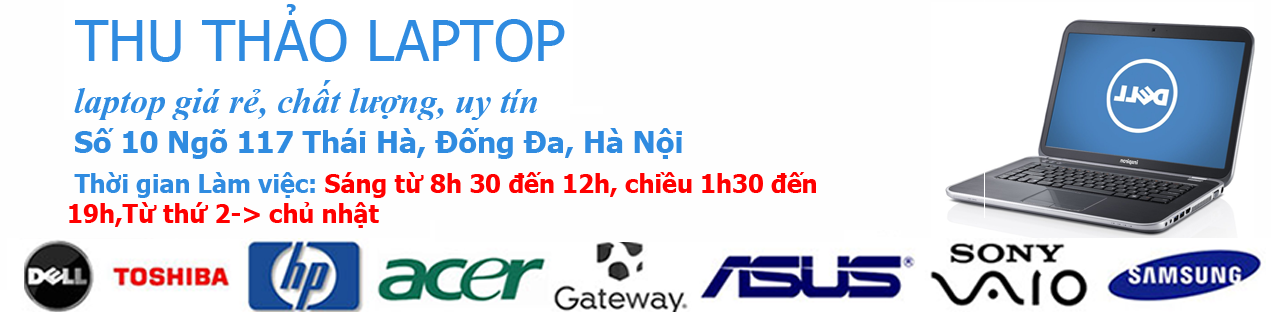 THU THẢO LAPTOP
laptop giá rẻ, chất lượng, uy tín
Số 10 Ngõ 117 Thái Hà, Đống Đa, Hà Nội
Thời gian Làm việc: Sáng từ 8h 30 đến 12h, chiều 1h30 đến
19h,Từ thứ 2-> chủ nhật
DELL
inspiron
DELL TOSHIBA hp acer Gateway. ASUS® SONY VAIO SAMSUNG